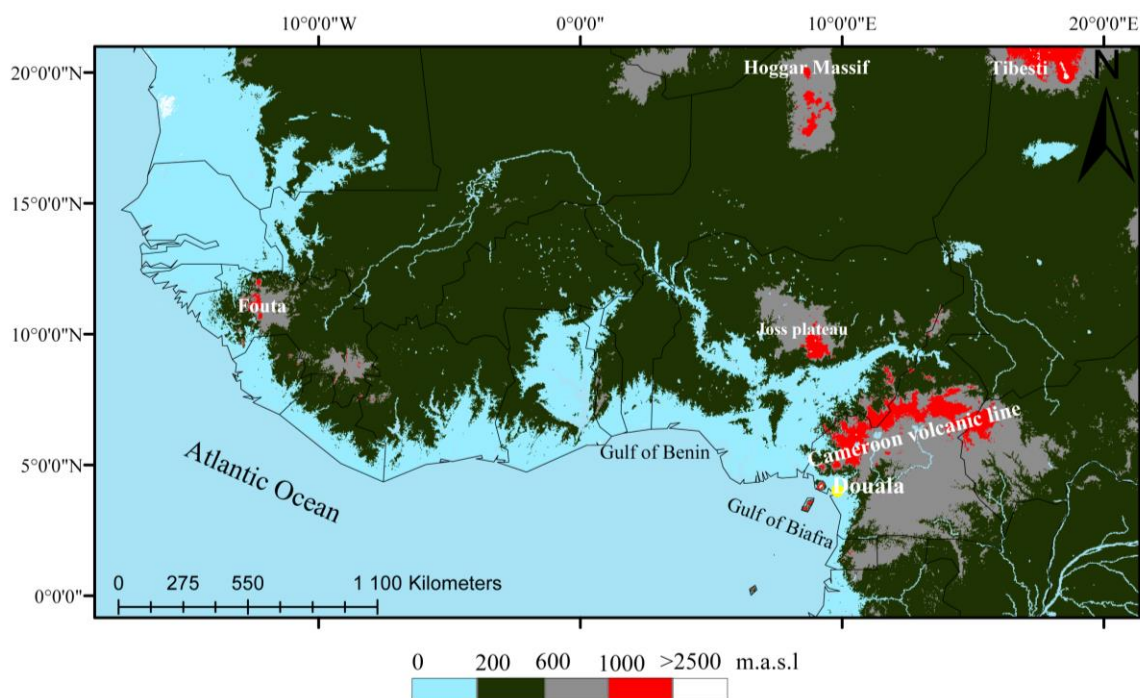 10°0'0"W 0°0'0" 10°0'0"E 20°0'0"E
20°0'0"N
Hoggar Massif
Tibesti
N
15°0'0"N
Fouta
10°0'0"N
Joss plateau
Cameroon volcanic line
5°0'0"N
Gulf of Benin
Atlantic Ocean
Douala
Gulf of Biafra
0 275 550 1 100 Kilometers
0°0'0"
0 200 600 1000 >2500 m.a.s.l